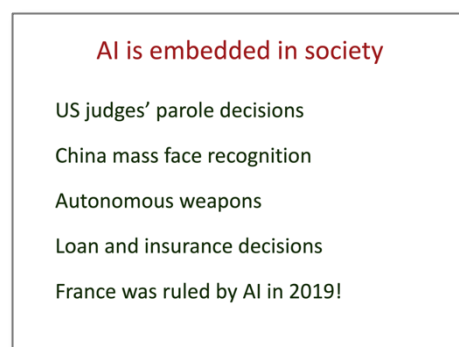 AI is embedded in society
US judges’ parole decisions
China mass face recognition
Autonomous weapons
Loan and insurance decisions
France was ruled by AI in 2019!